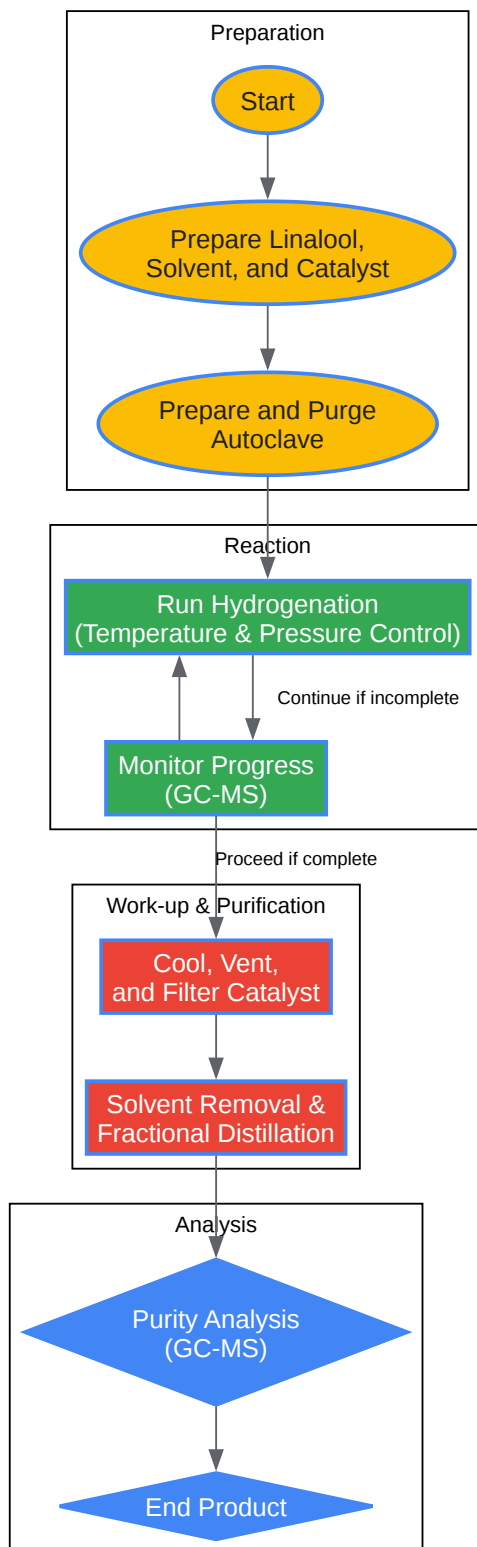 Preparation
Start
Prepare Linalool,
Solvent, and Catalyst
Prepare and Purge
Autoclave
Reaction
Run Hydrogenation
(Temperature & Pressure Control)
Continue if incomplete
Monitor Progress
(GC-MS)
Proceed if complete
Work-up & Purification
Cool, Vent,
and Filter Catalyst
Solvent Removal &
Fractional Distillation
Analysis
Purity Analysis
(GC-MS)
End Product